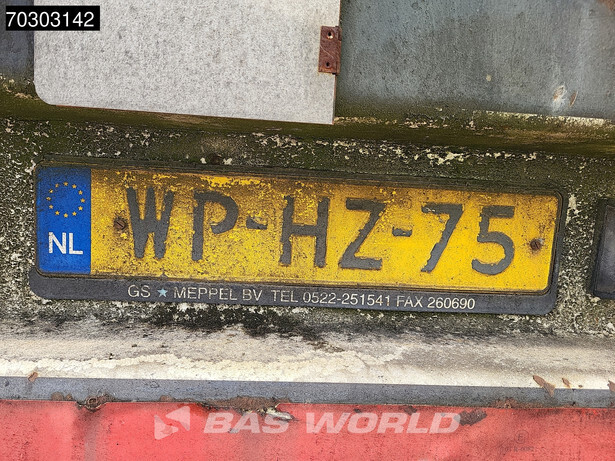 70303142
NL WP-HZ-75
GS ★ MEPPEL BV TEL 0522-251541 FAX 260690
BAS WORLD